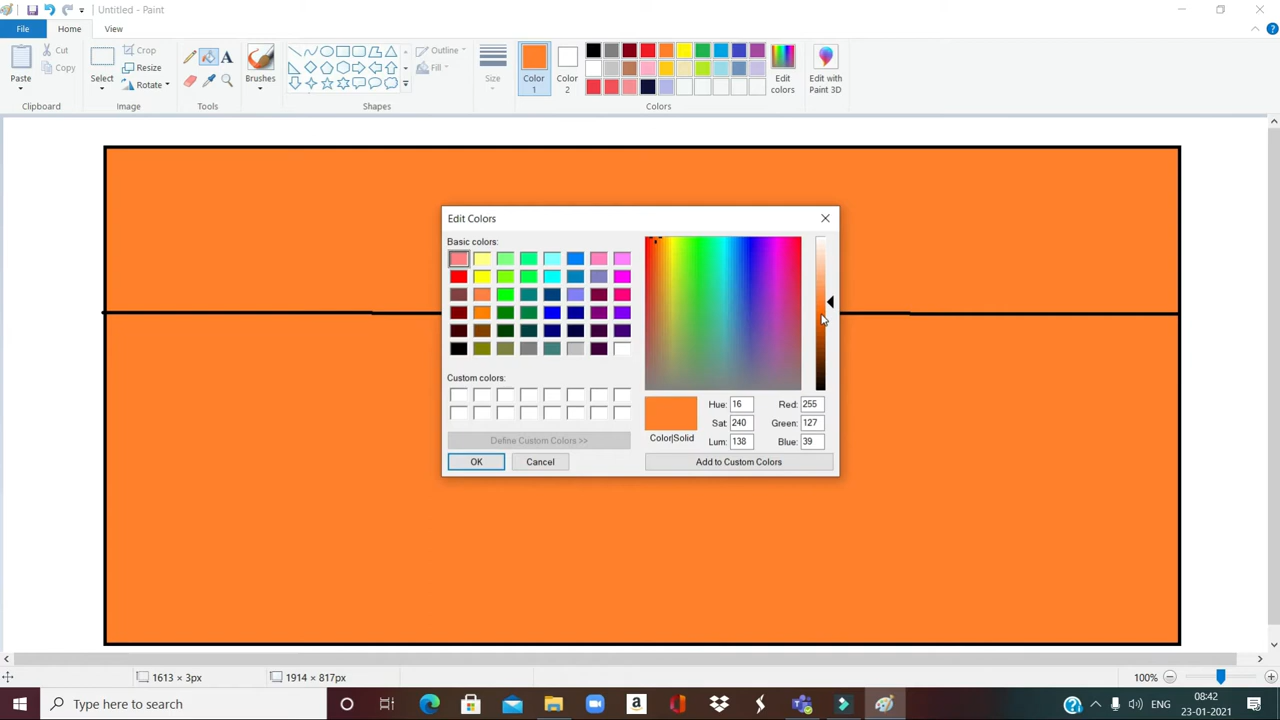 Untitled - Paint
File Home View
Paste
Cut
Copy
Clipboard
Select
Crop
Resize
Rotate
Image
A
Tools
Brushes
Shapes
Outline
Fill
Size
Color 1
Color 2
Colors
Edit colors
Edit with Paint 3D
Edit Colors
Basic colors:
Custom colors:
Define Custom Colors >>
OK Cancel
Color|Solid
Hue: 16 Red: 255
Sat: 240 Green: 127
Lum: 138 Blue: 39
Add to Custom Colors
1613 × 3px 1914 × 817px 100%
Type here to search
ENG
08:42
23-01-2021